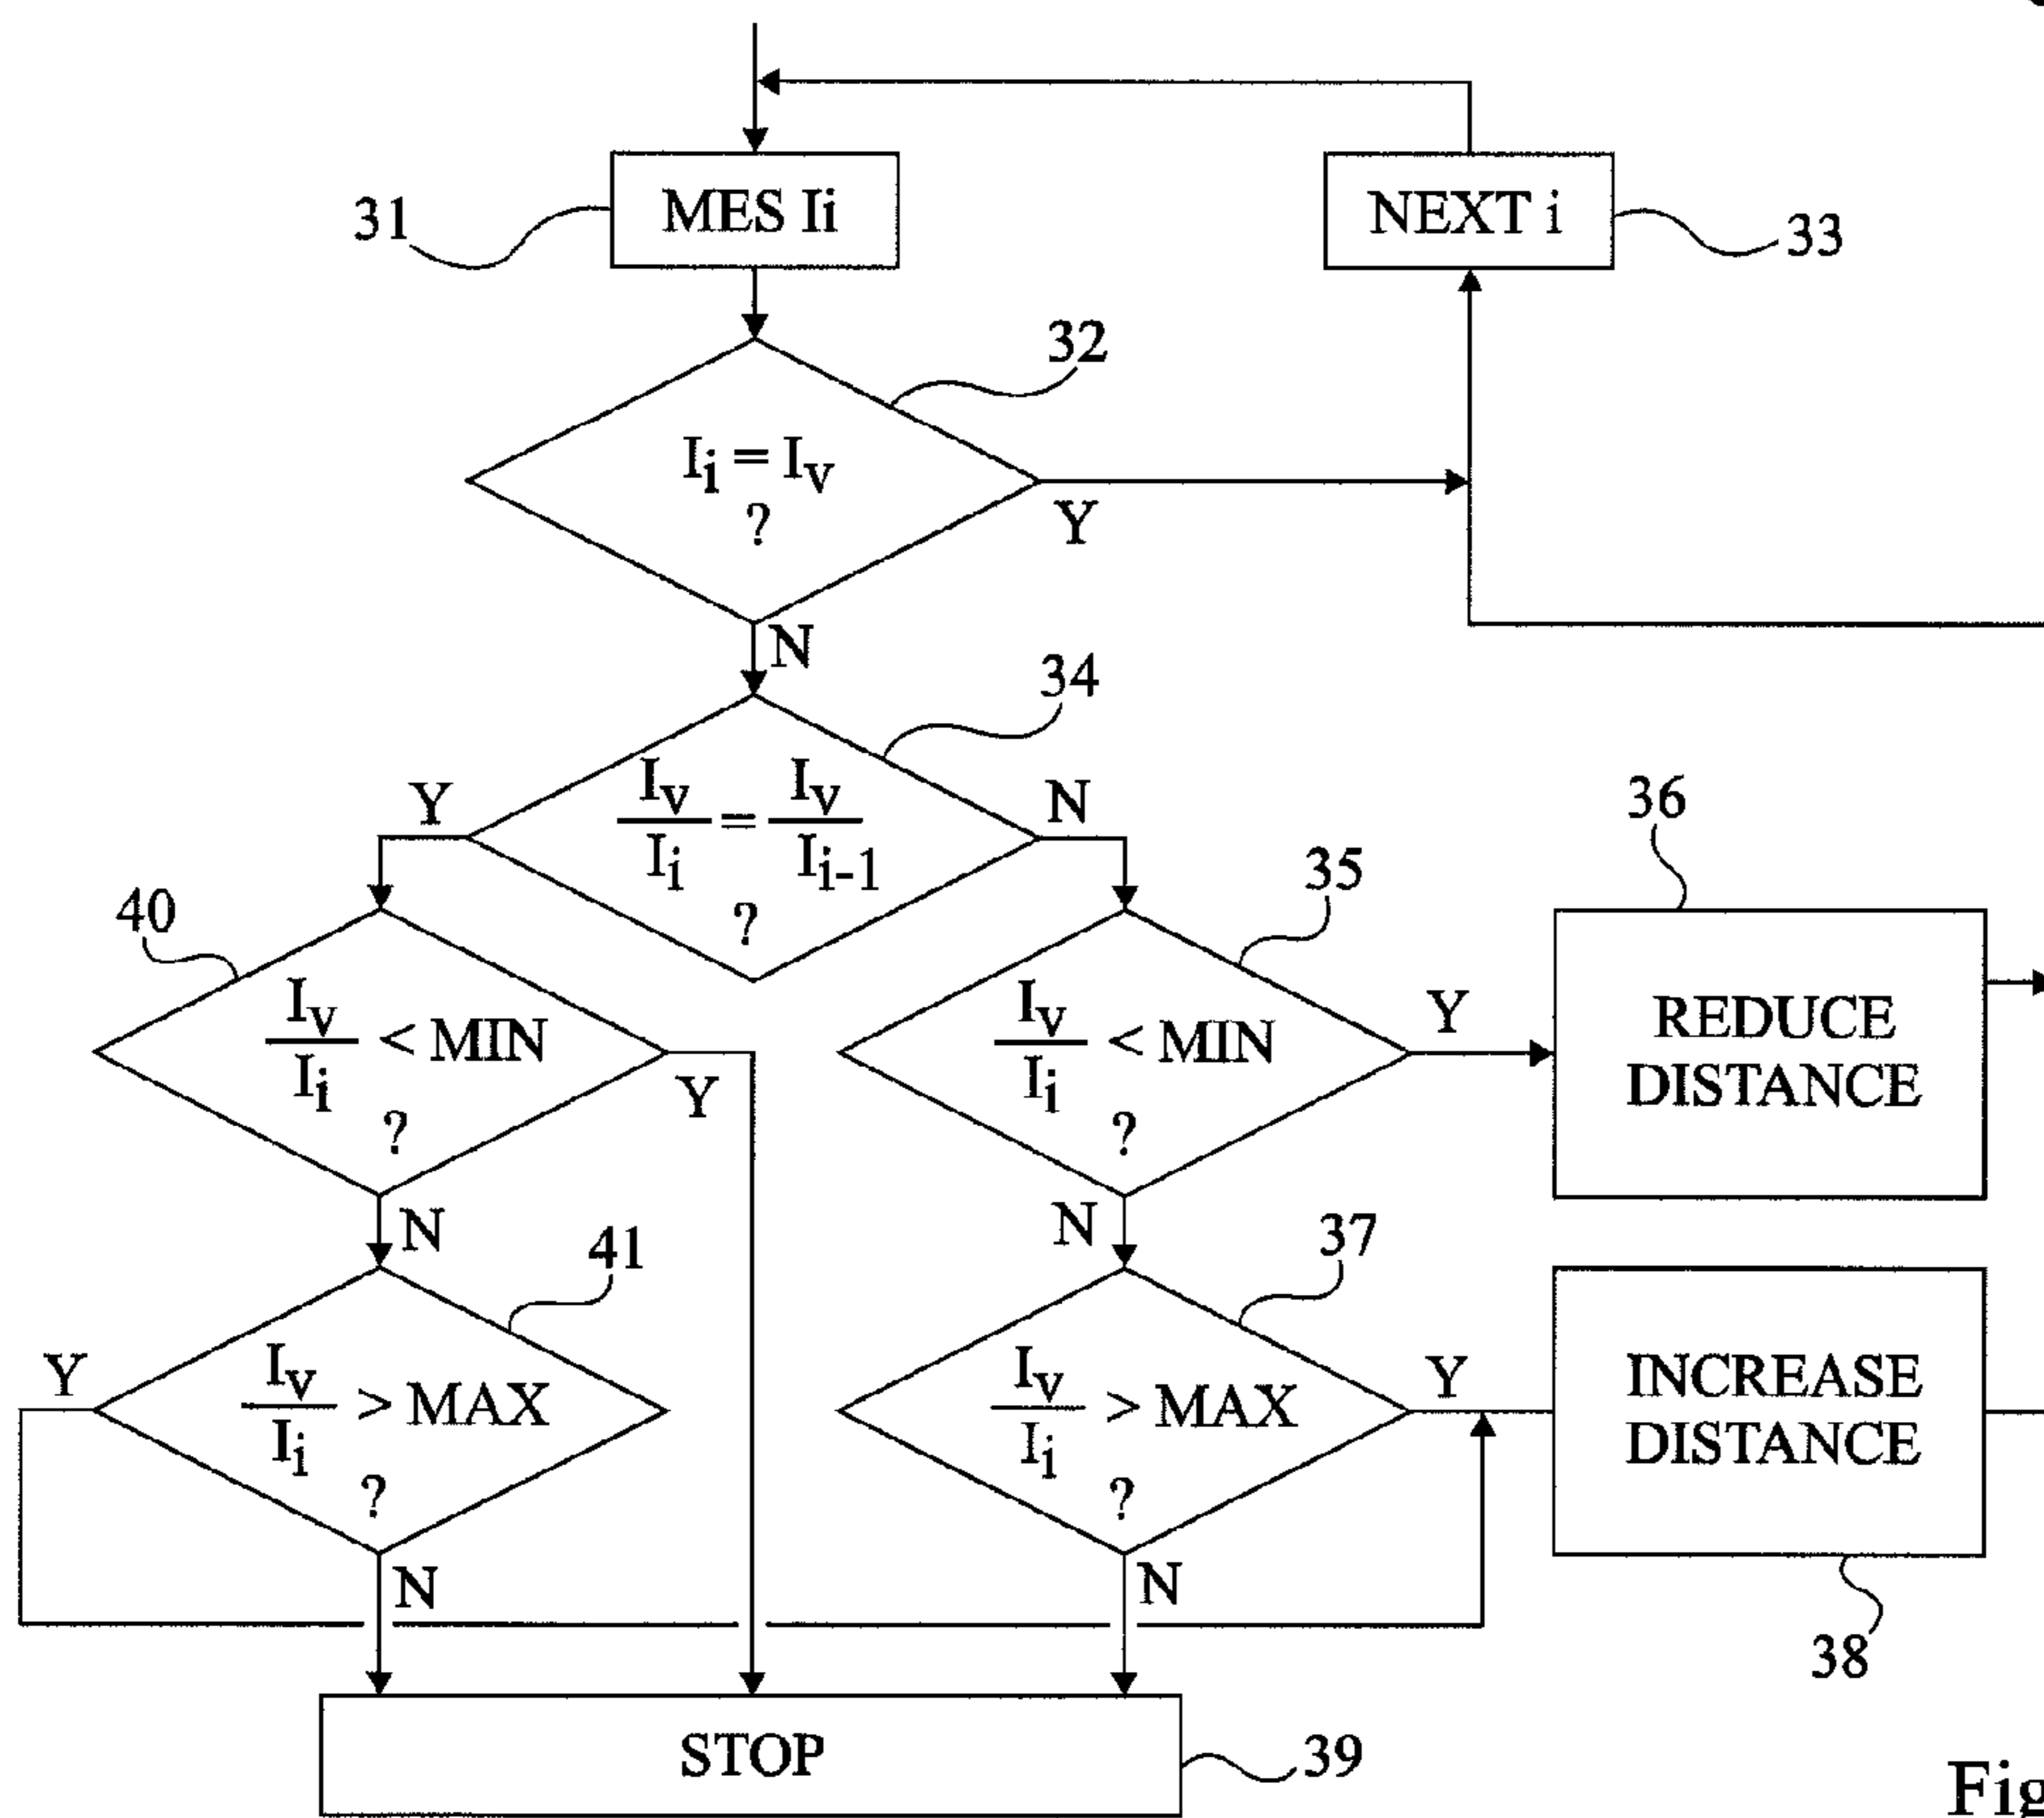 MES Ii
31
NEXT i
33
32
Ii = Iv
?
Y
N
34
Y
Iv/Ii = Iv/Ii-1
?
N
36
35
40
Iv/Ii < MIN
?
Y
Iv/Ii < MIN
?
Y
REDUCE
DISTANCE
N
N
41
37
Y
Iv/Ii > MAX
?
Iv/Ii > MAX
?
Y
INCREASE
DISTANCE
N
N
38
STOP
39
Fig